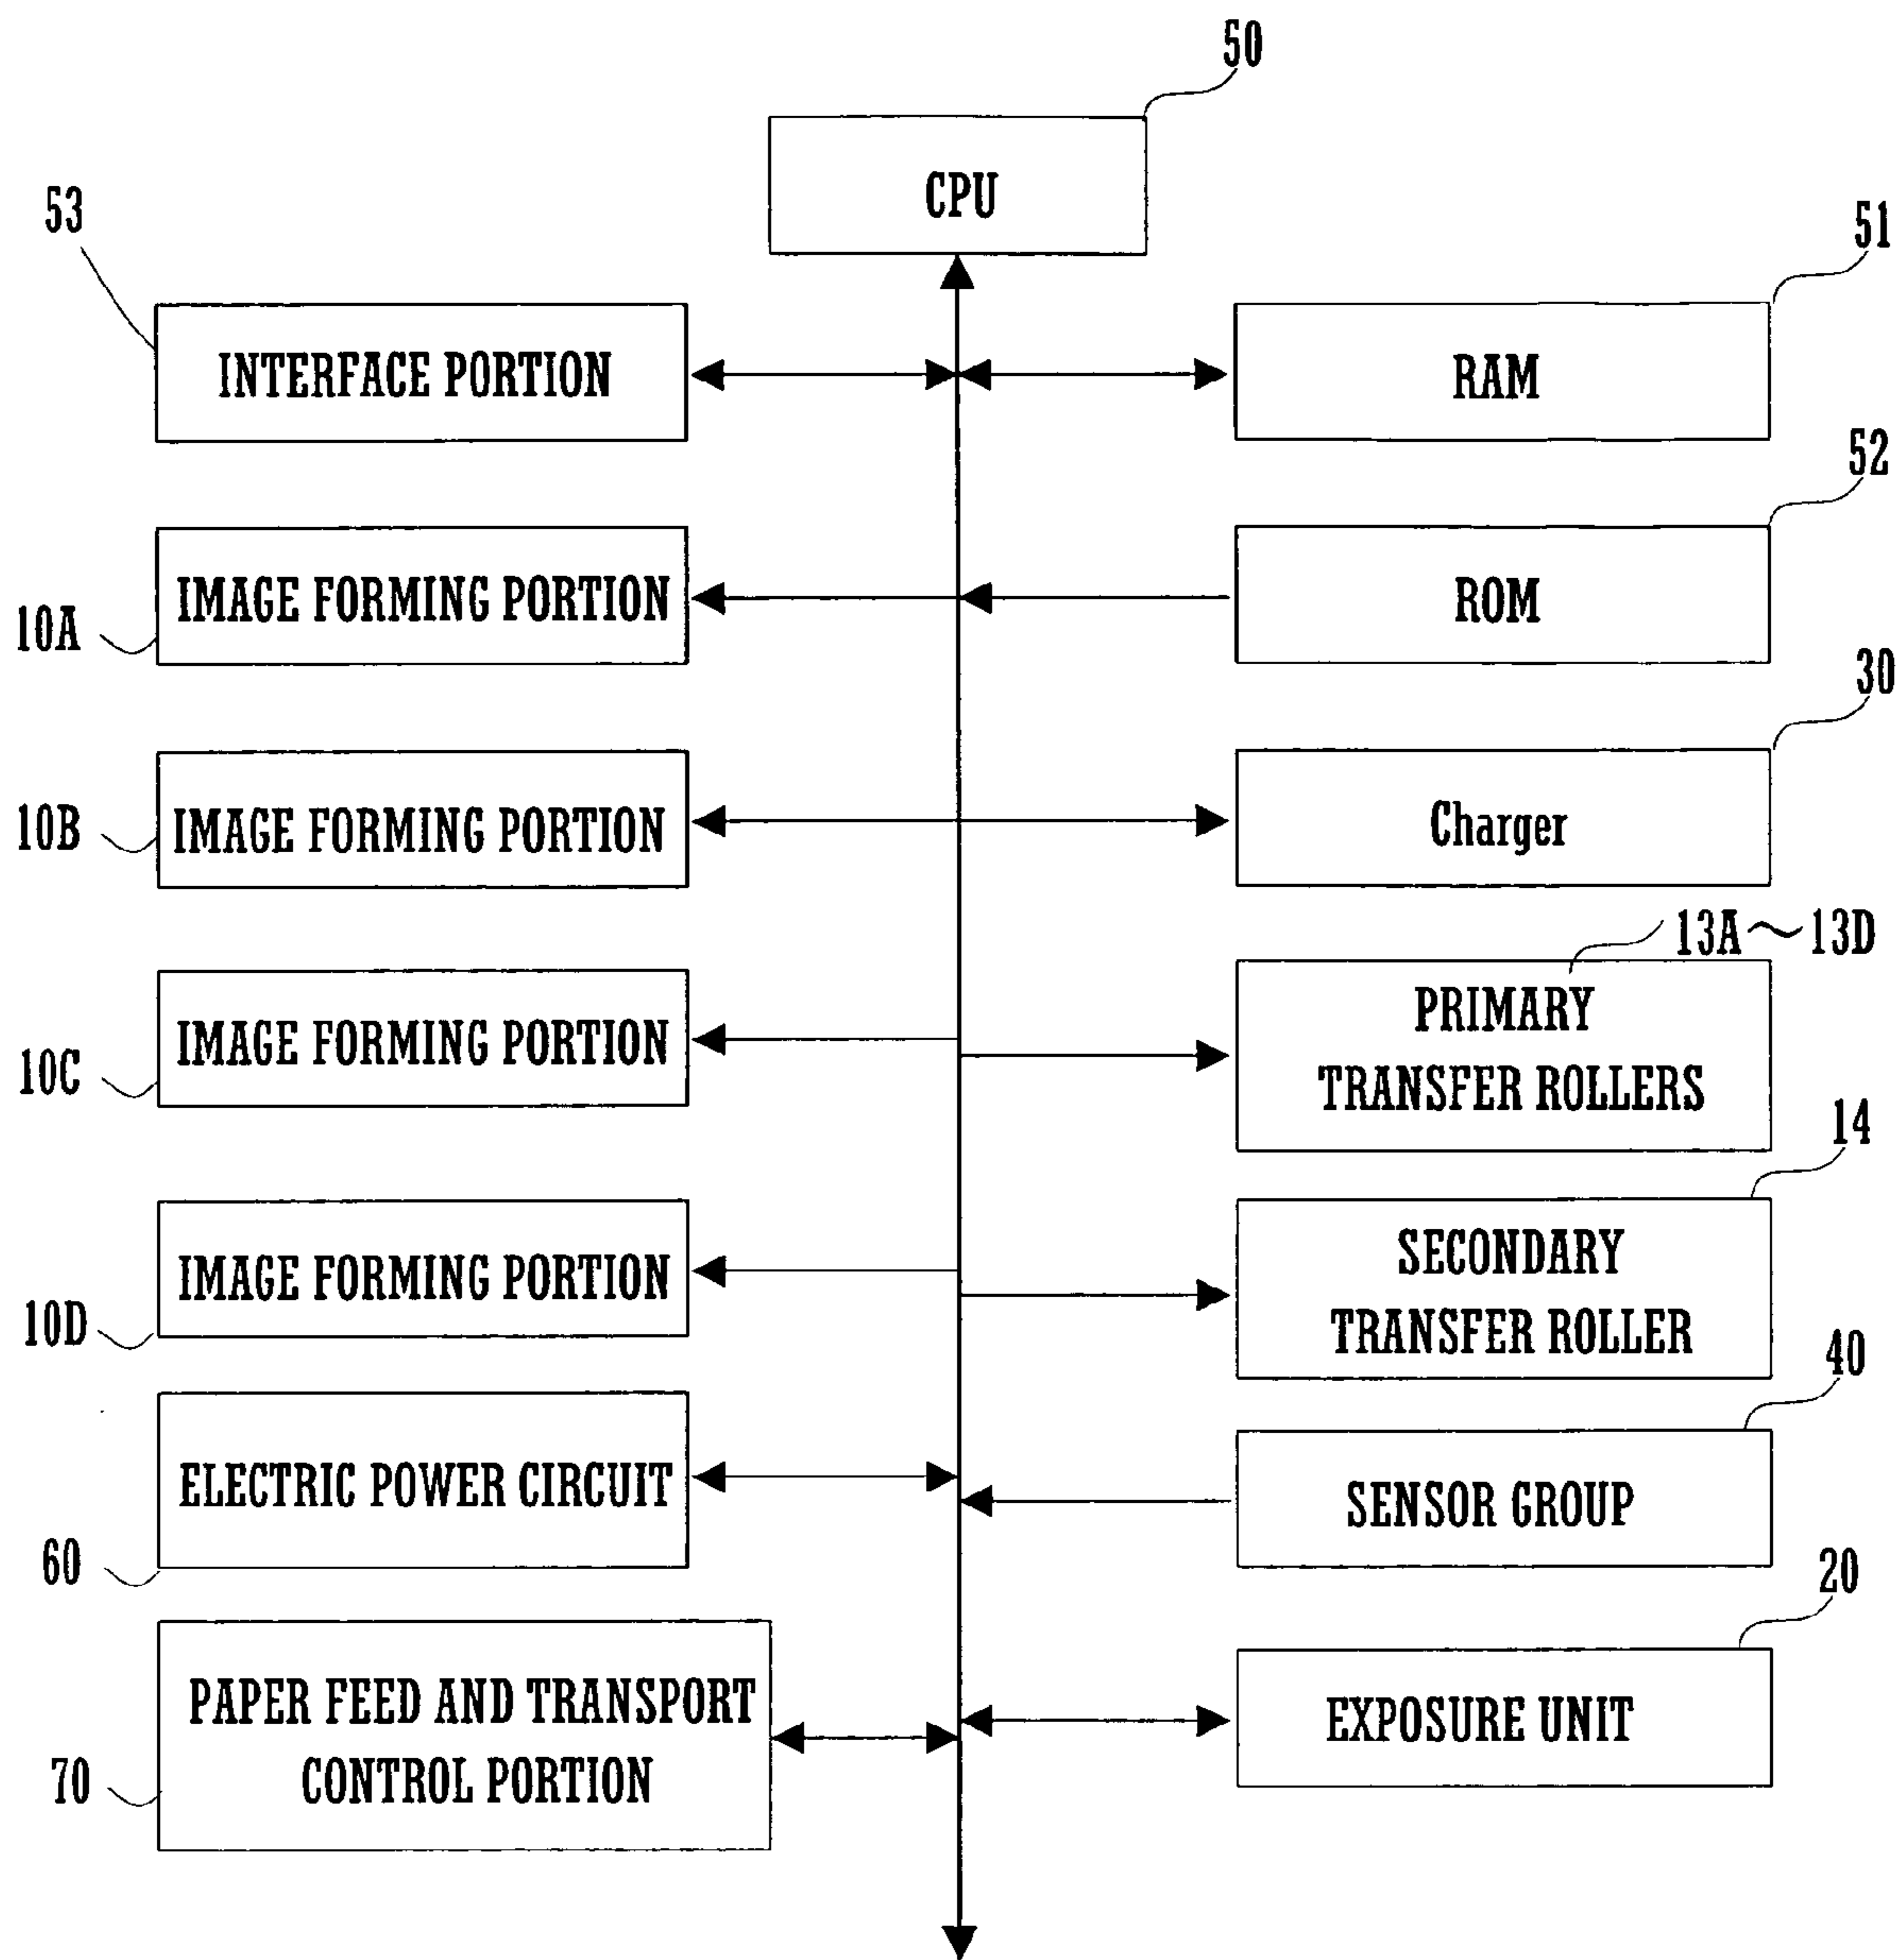 50
CPU
53
INTERFACE PORTION
51
RAM
10A
IMAGE FORMING PORTION
52
ROM
10B
IMAGE FORMING PORTION
30
Charger
10C
IMAGE FORMING PORTION
13A～13D
PRIMARY
TRANSFER ROLLERS
10D
IMAGE FORMING PORTION
14
SECONDARY
TRANSFER ROLLER
60
ELECTRIC POWER CIRCUIT
40
SENSOR GROUP
70
PAPER FEED AND TRANSPORT
CONTROL PORTION
20
EXPOSURE UNIT